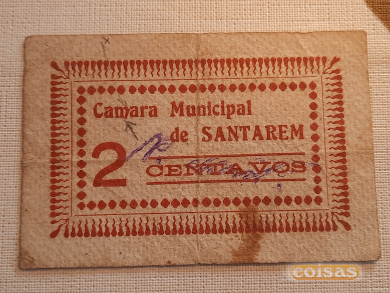 Camara Municipal
de SANTAREM
2 CENTAVOS
coisas